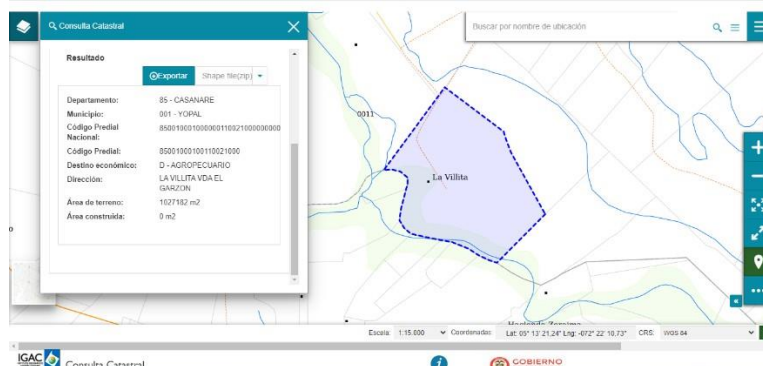 Consulta Catastral
Buscar por nombre de ubicación
Resultado
Exportar
Shape file(zip)
Departamento: 85 - CASANARE
Municipio: 001 - YOPAL
Código Predial Nacional:
Código Predial: 85001000100110021000
Destino económico: D - AGROPECUARIO
Dirección: LA VILLITA VDA EL GARZON
Área de terreno: 1027182 m2
Área construida: 0 m2
0011
La Villita
Escala: 1:15.000 Coordenadas: Lat: 05° 13' 21,24" Lng: -072° 22' 10,73" CRS: WGS 84
IGAC
Consulta Catastral
GOBIERNO